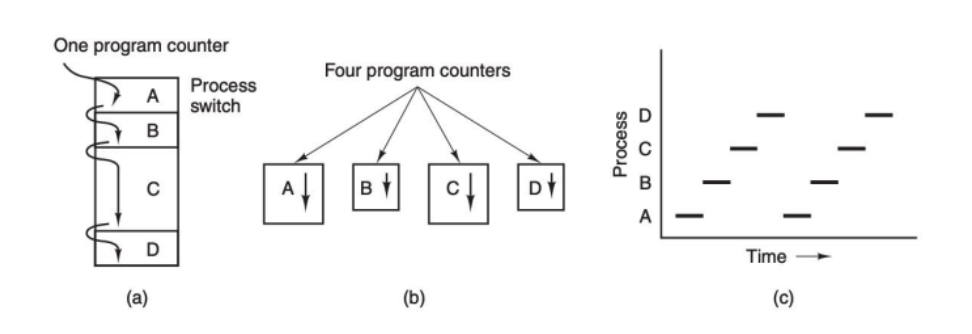 One program counter
Process
switch
A
B
C
D
(a)
Four program counters
A
B
C
D
(b)
Process
D
C
B
A
Time
(c)